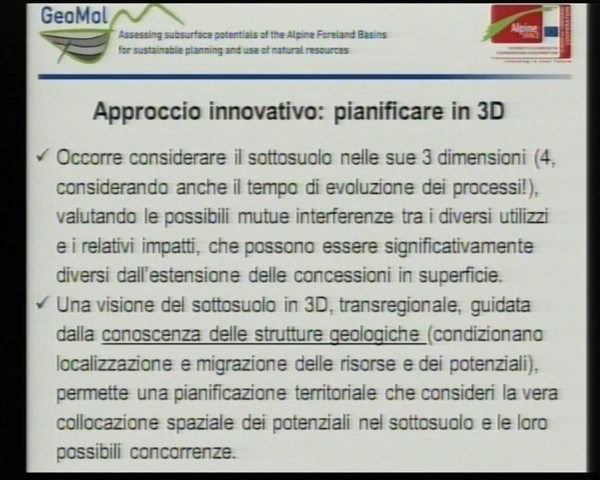 GeoMol
Assessing subsurface potentials of the Alpine Foreland Basins
for sustainable planning and use of natural resources
Alpine
Space
Approccio innovativo: pianificare in 3D
✓ Occorre considerare il sottosuolo nelle sue 3 dimensioni (4,
considerando anche il tempo di evoluzione dei processi!),
valutando le possibili mutue interferenze tra i diversi utilizzi
e i relativi impatti, che possono essere significativamente
diversi dall'estensione delle concessioni in superficie.
✓ Una visione del sottosuolo in 3D, transregionale, guidata
dalla conoscenza delle strutture geologiche (condizionano
localizzazione e migrazione delle risorse e dei potenziali),
permette una pianificazione territoriale che consideri la vera
collocazione spaziale dei potenziali nel sottosuolo e le loro
possibili concorrenze.